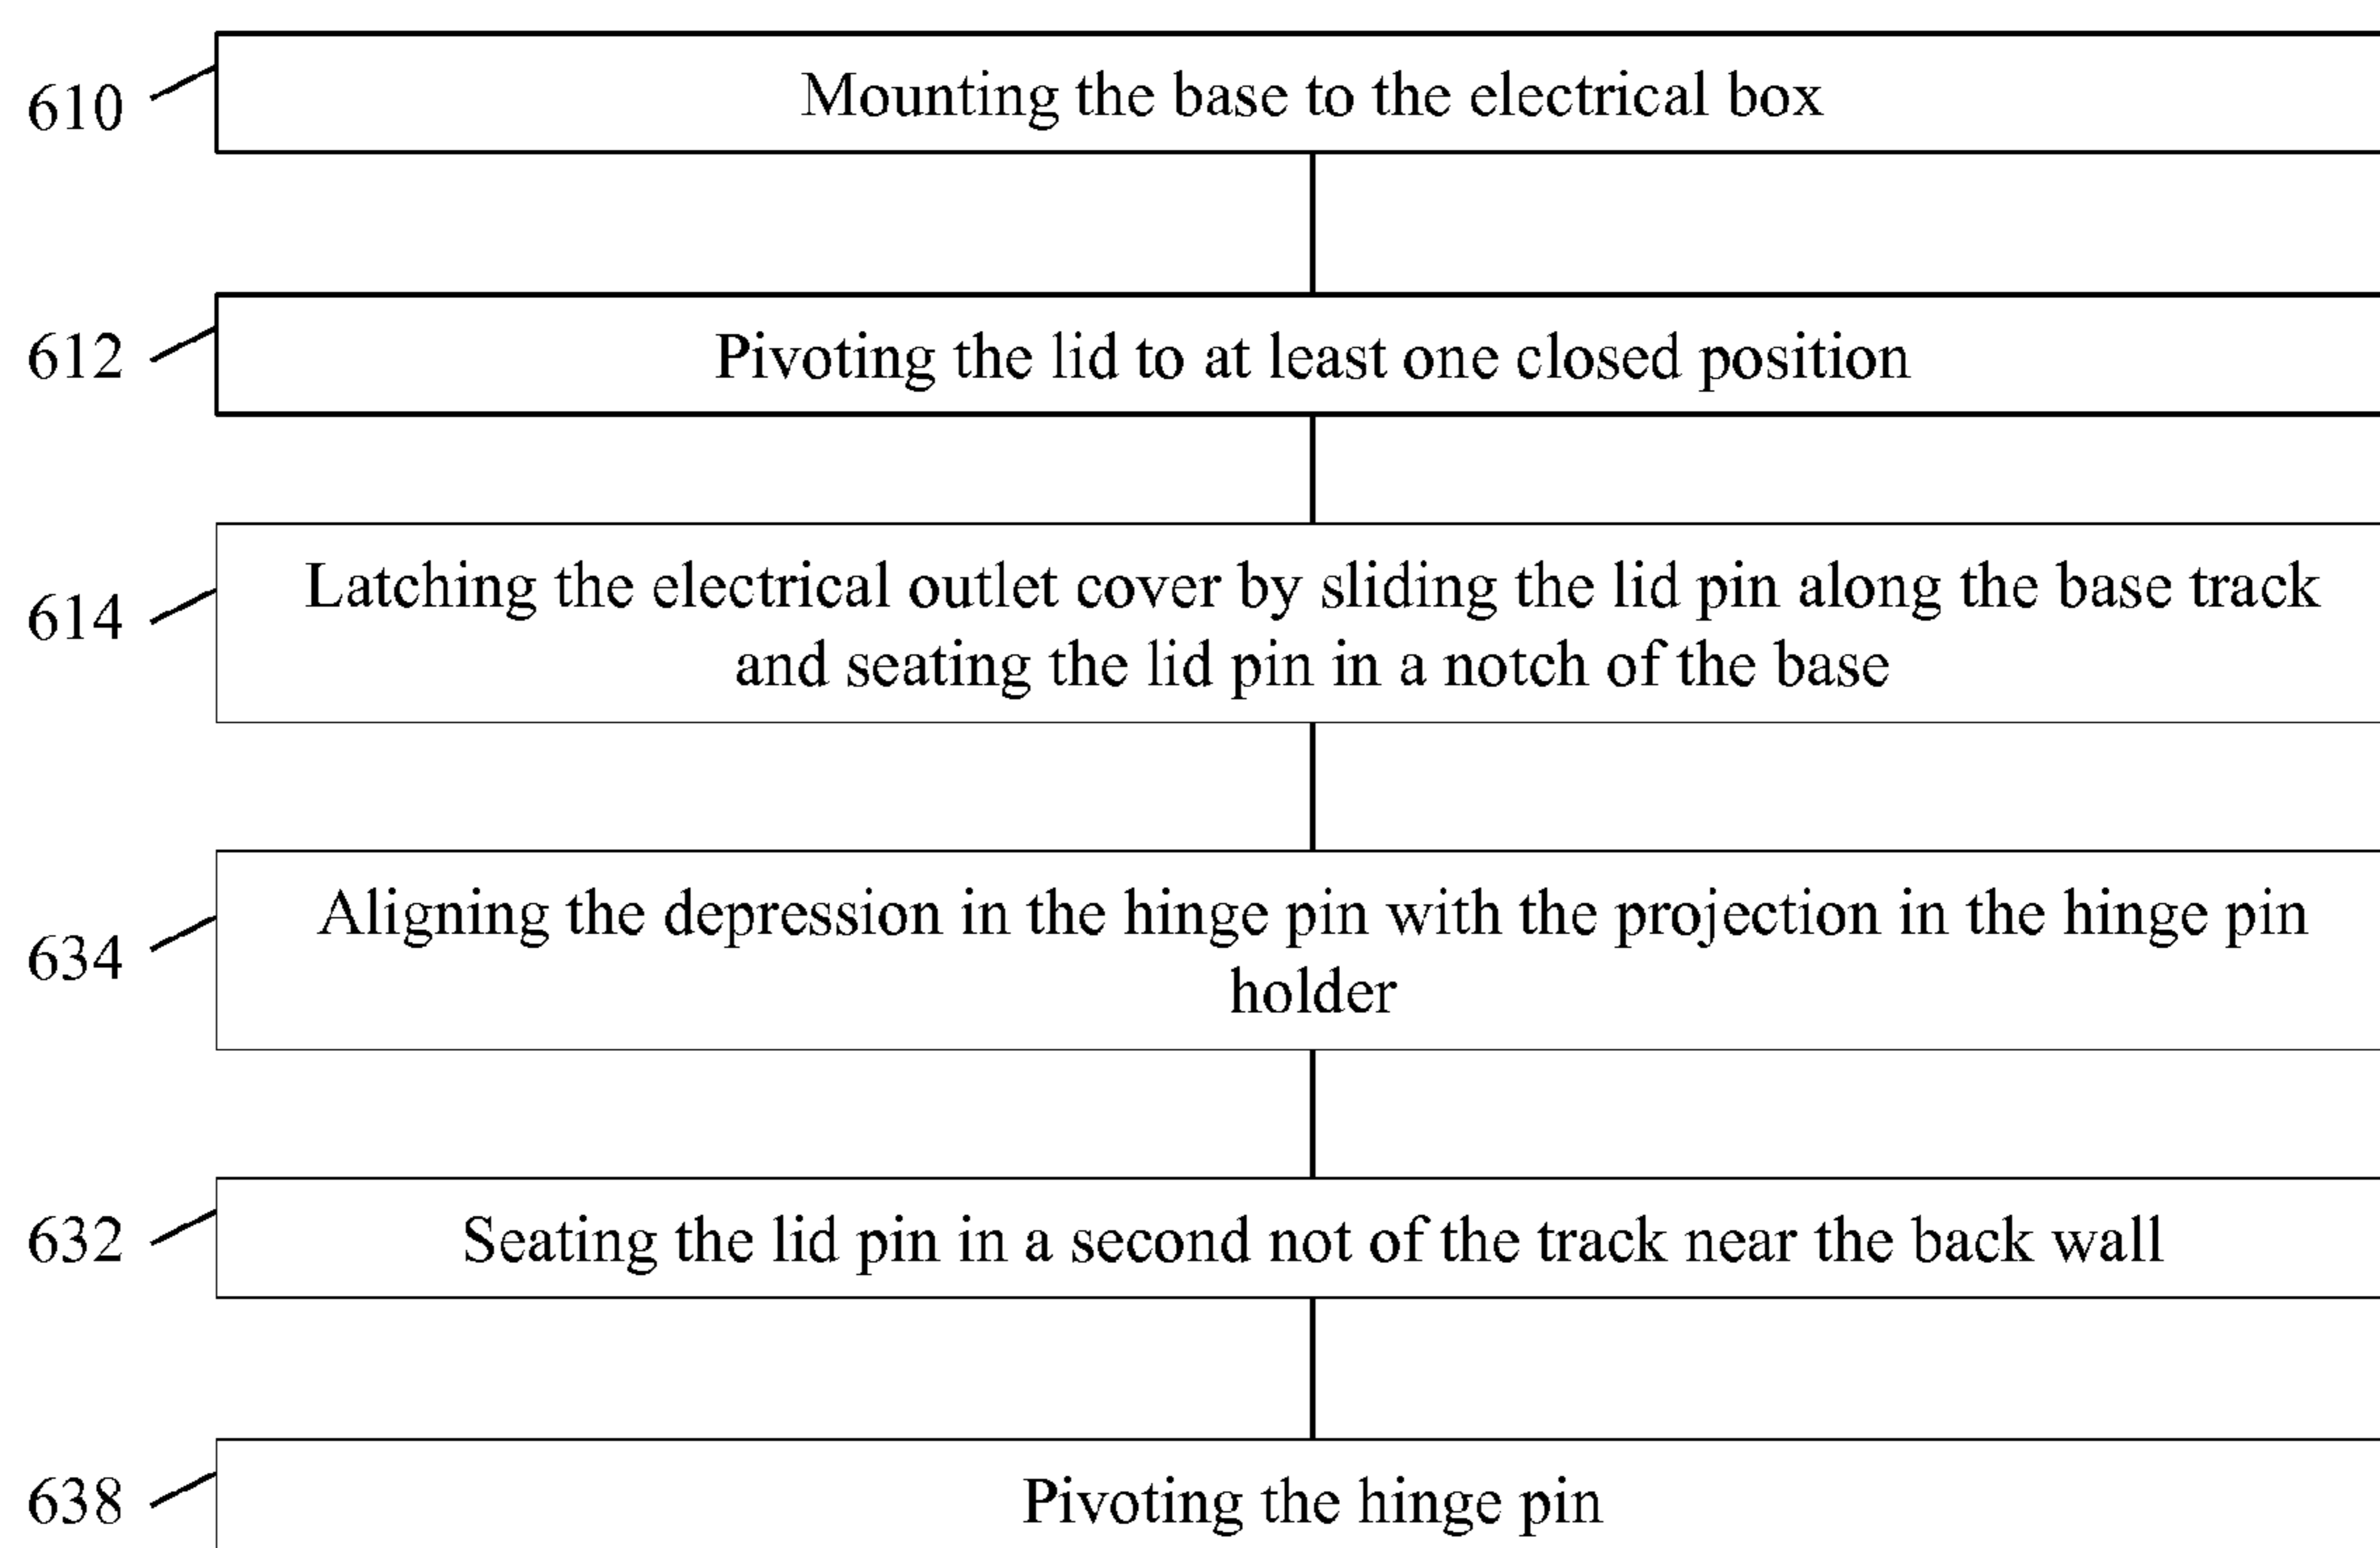 610
Mounting the base to the electrical box
612
Pivoting the lid to at least one closed position
614
Latching the electrical outlet cover by sliding the lid pin along the base track
and seating the lid pin in a notch of the base
634
Aligning the depression in the hinge pin with the projection in the hinge pin
holder
632
Seating the lid pin in a second not of the track near the back wall
638
Pivoting the hinge pin